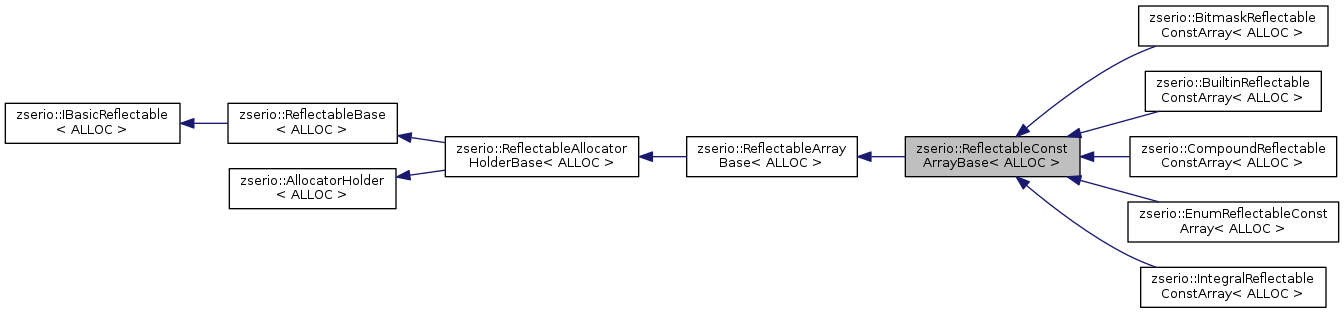 zserio::IBasicReflectable
< ALLOC >
zserio::ReflectableBase
< ALLOC >
zserio::AllocatorHolder
< ALLOC >
zserio::ReflectableAllocator
HolderBase< ALLOC >
zserio::ReflectableArray
Base< ALLOC >
zserio::ReflectableConst
ArrayBase< ALLOC >
zserio::BitmaskReflectable
ConstArray< ALLOC >
zserio::BuiltinReflectable
ConstArray< ALLOC >
zserio::CompoundReflectable
ConstArray< ALLOC >
zserio::EnumReflectableConst
Array< ALLOC >
zserio::IntegralReflectable
ConstArray< ALLOC >